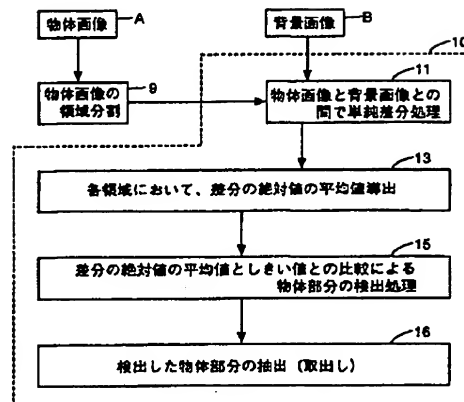 物体画像
A
背景画像
B
10
物体画像の
領域分割
9
11
物体画像と背景画像との
間で単純差分処理
13
各領域において、差分の絶対値の平均値導出
15
差分の絶対値の平均値としきい値との比較による
物体部分の検出処理
16
検出した物体部分の抽出（取出し）